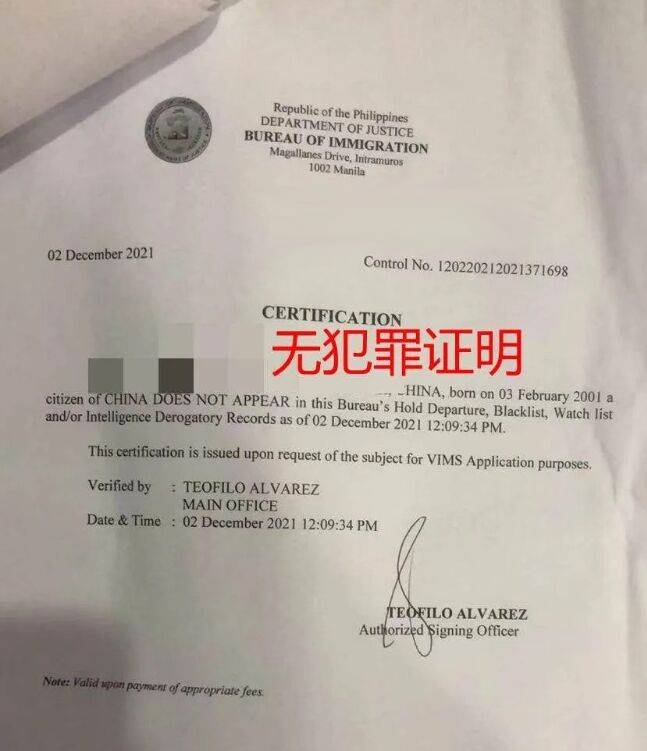 Republic of the Philippines
DEPARTMENT OF JUSTICE
BUREAU OF IMMIGRATION
Magallanes Drive, Intramuros
1002 Manila
02 December 2021
Control No. 120220212021371698
CERTIFICATION
无犯罪证明
HINA, born on 03 February 2001 a
citizen of CHINA DOES NOT APPEAR in this Bureau's Hold Departure, Blacklist, Watch list
and/or Intelligence Derogatory Records as of 02 December 2021 12:09:34 PM.
This certification is issued upon request of the subject for VIMS Application purposes.
Verified by : TEOFILO ALVAREZ
MAIN OFFICE
Date & Time : 02 December 2021 12:09:34 PM
TEOFILO ALVAREZ
Authorized Signing Officer
Note: Valid upon payment of appropriate fees.